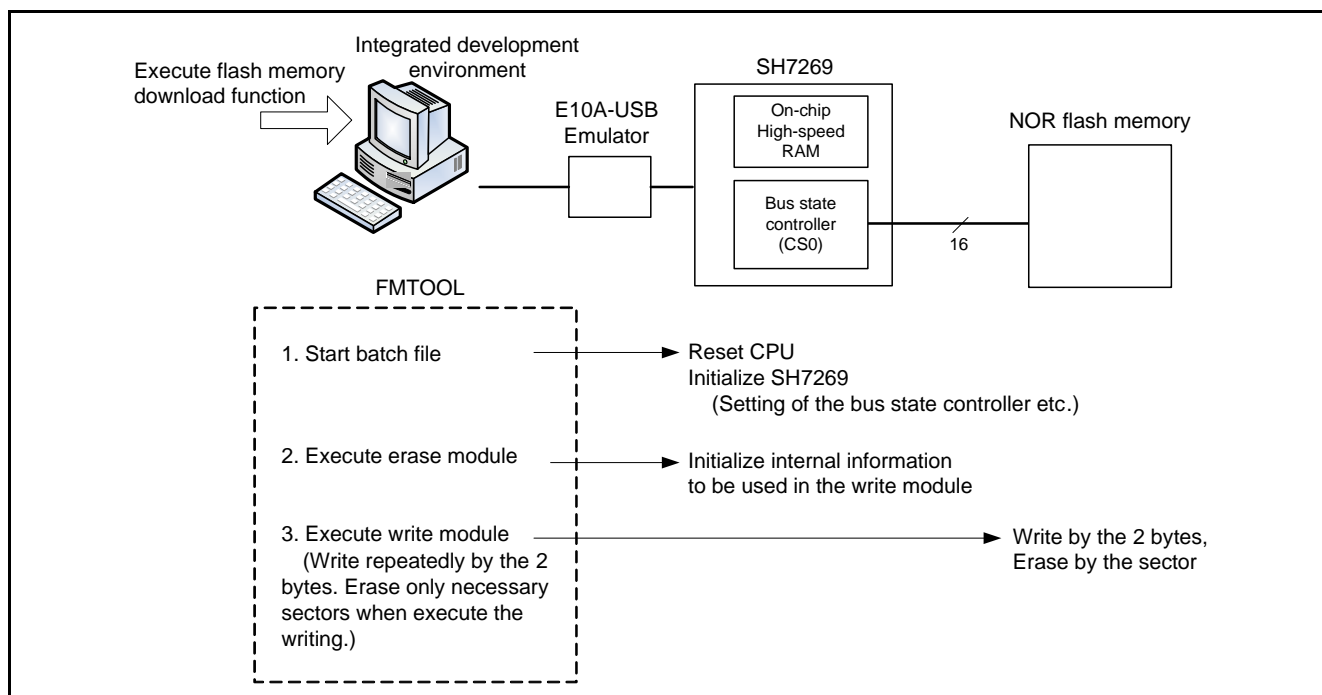 Integrated development
environment
Execute flash memory
download function
E10A-USB
Emulator
SH7269
On-chip
High-speed
RAM
Bus state
controller
(CS0)
16
NOR flash memory
FMTOOL
1. Start batch file
Reset CPU
Initialize SH7269
(Setting of the bus state controller etc.)
2. Execute erase module
Initialize internal information
to be used in the write module
3. Execute write module
(Write repeatedly by the 2
bytes. Erase only necessary
sectors when execute the
writing.)
Write by the 2 bytes,
Erase by the sector